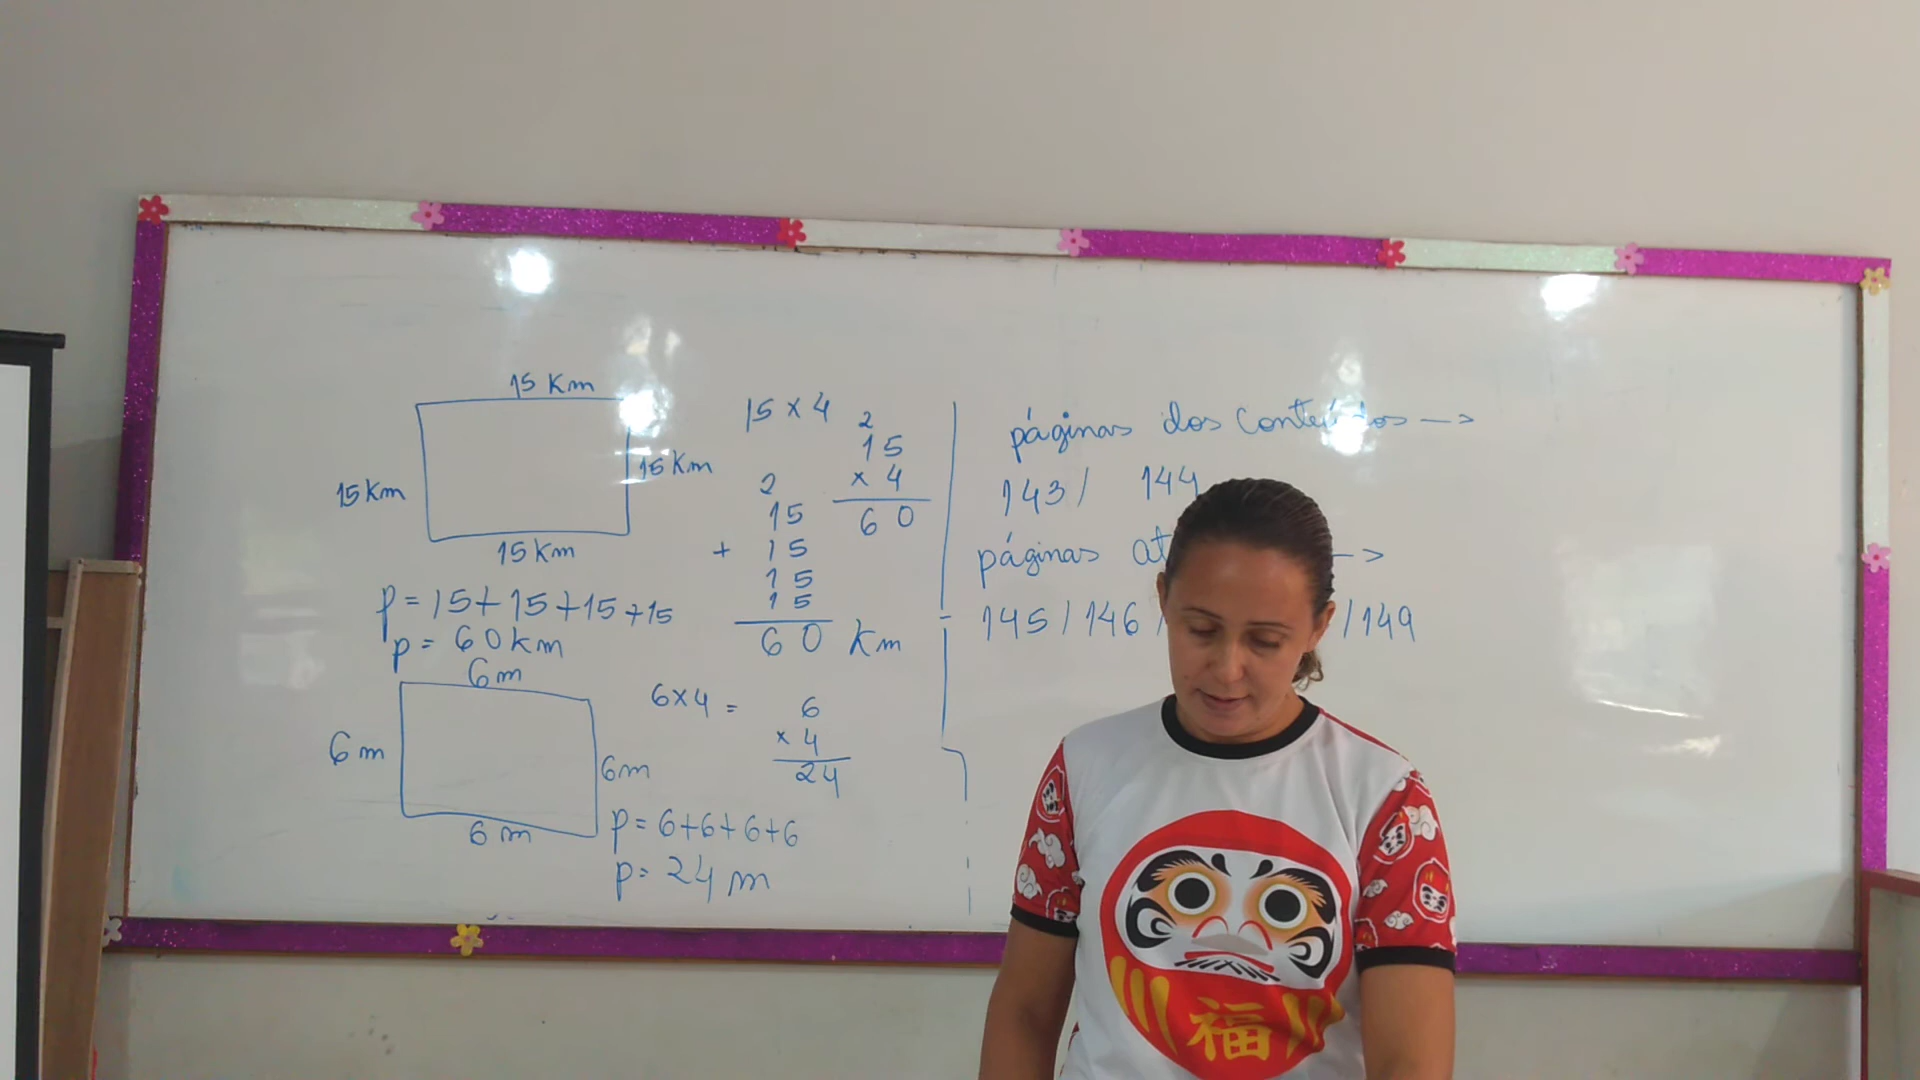 15 Km
15 Km
15 Km
15 Km
p = 15 + 15 + 15 + 15
p = 60 km
15 x 4
2
15
x 4
60
2
15
+ 15
15
15
60 Km
6 m
6 m
6 m
6 m
6x4 =
6
x 4
24
p = 6+6+6+6
p = 24 m
páginas dos Conteúdos -->
143 / 144
páginas -->
145 / 146 / / 149
福